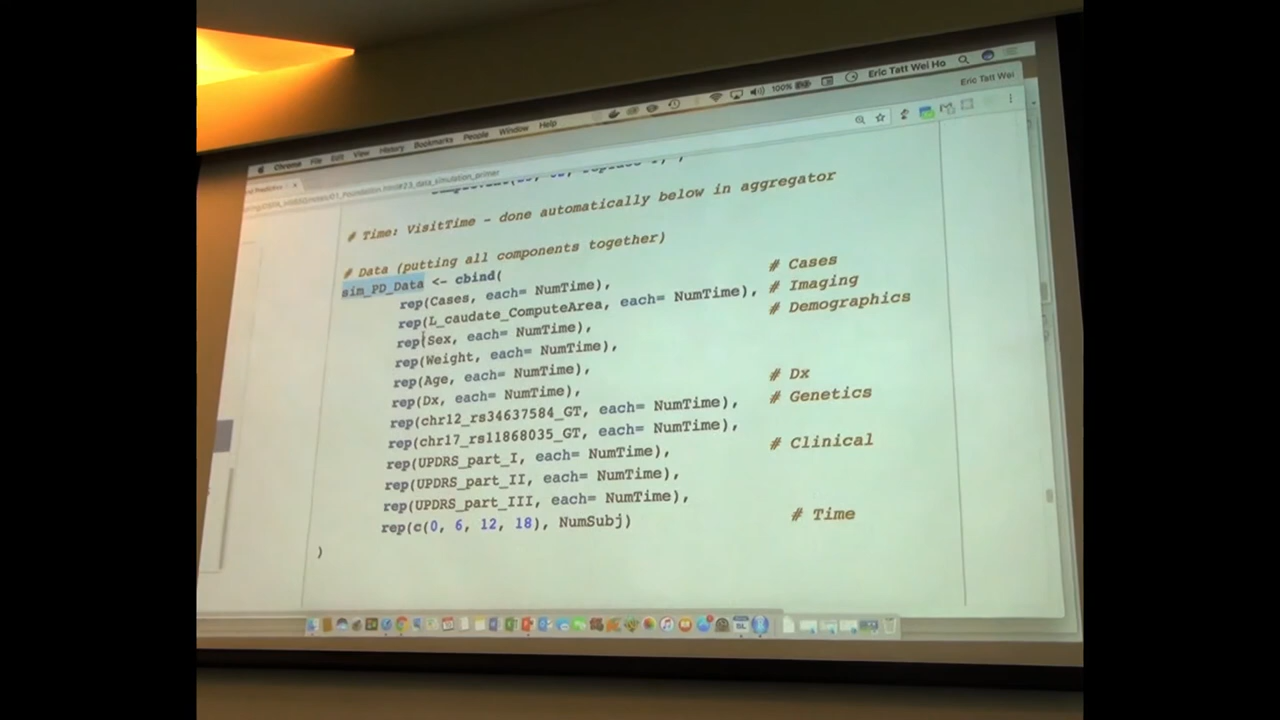 Eric Tatt Wei Ho
100%
Chrome File Edit View History Bookmarks People Window Help
Eric Tatt Wei
# Time: VisitTime - done automatically below in aggregator
# Data (putting all components together)
sim_PD_Data <- cbind(
rep(Cases, each= NumTime), # Cases
rep(L_caudate_ComputeArea, each= NumTime), # Imaging
rep(Sex, each= NumTime), # Demographics
rep(Weight, each= NumTime),
rep(Age, each= NumTime),
rep(Dx, each= NumTime), # Dx
rep(chr12_rs34637584_GT, each= NumTime), # Genetics
rep(chr17_rs11868035_GT, each= NumTime),
rep(UPDRS_part_I, each= NumTime), # Clinical
rep(UPDRS_part_II, each= NumTime),
rep(UPDRS_part_III, each= NumTime),
rep(c(0, 6, 12, 18), NumSubj) # Time
)